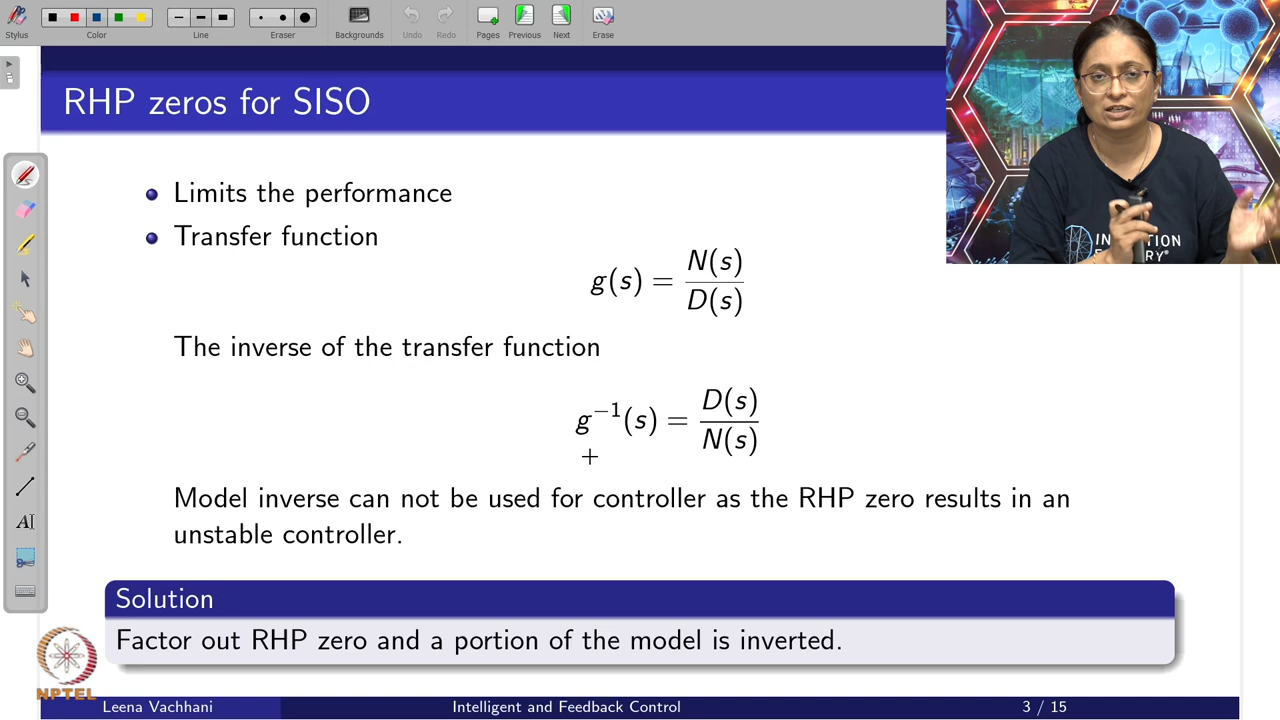 Stylus
Color
Line
Eraser
Backgrounds
Undo
Redo
Pages
Previous
Next
Erase
RHP zeros for SISO
Limits the performance
Transfer function
g(s) = N(s) / D(s)
The inverse of the transfer function
g⁻¹(s) = D(s) / N(s)
Model inverse can not be used for controller as the RHP zero results in an
unstable controller.
Solution
Factor out RHP zero and a portion of the model is inverted.
NPTEL
Leena Vachhani
Intelligent and Feedback Control
3 / 15